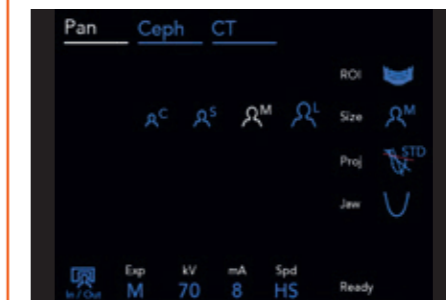 Pan Ceph CT
ROI
C S M L Size M
Proj STD
Jaw
Exp kV mA Spd
In / Out M 70 8 HS Ready